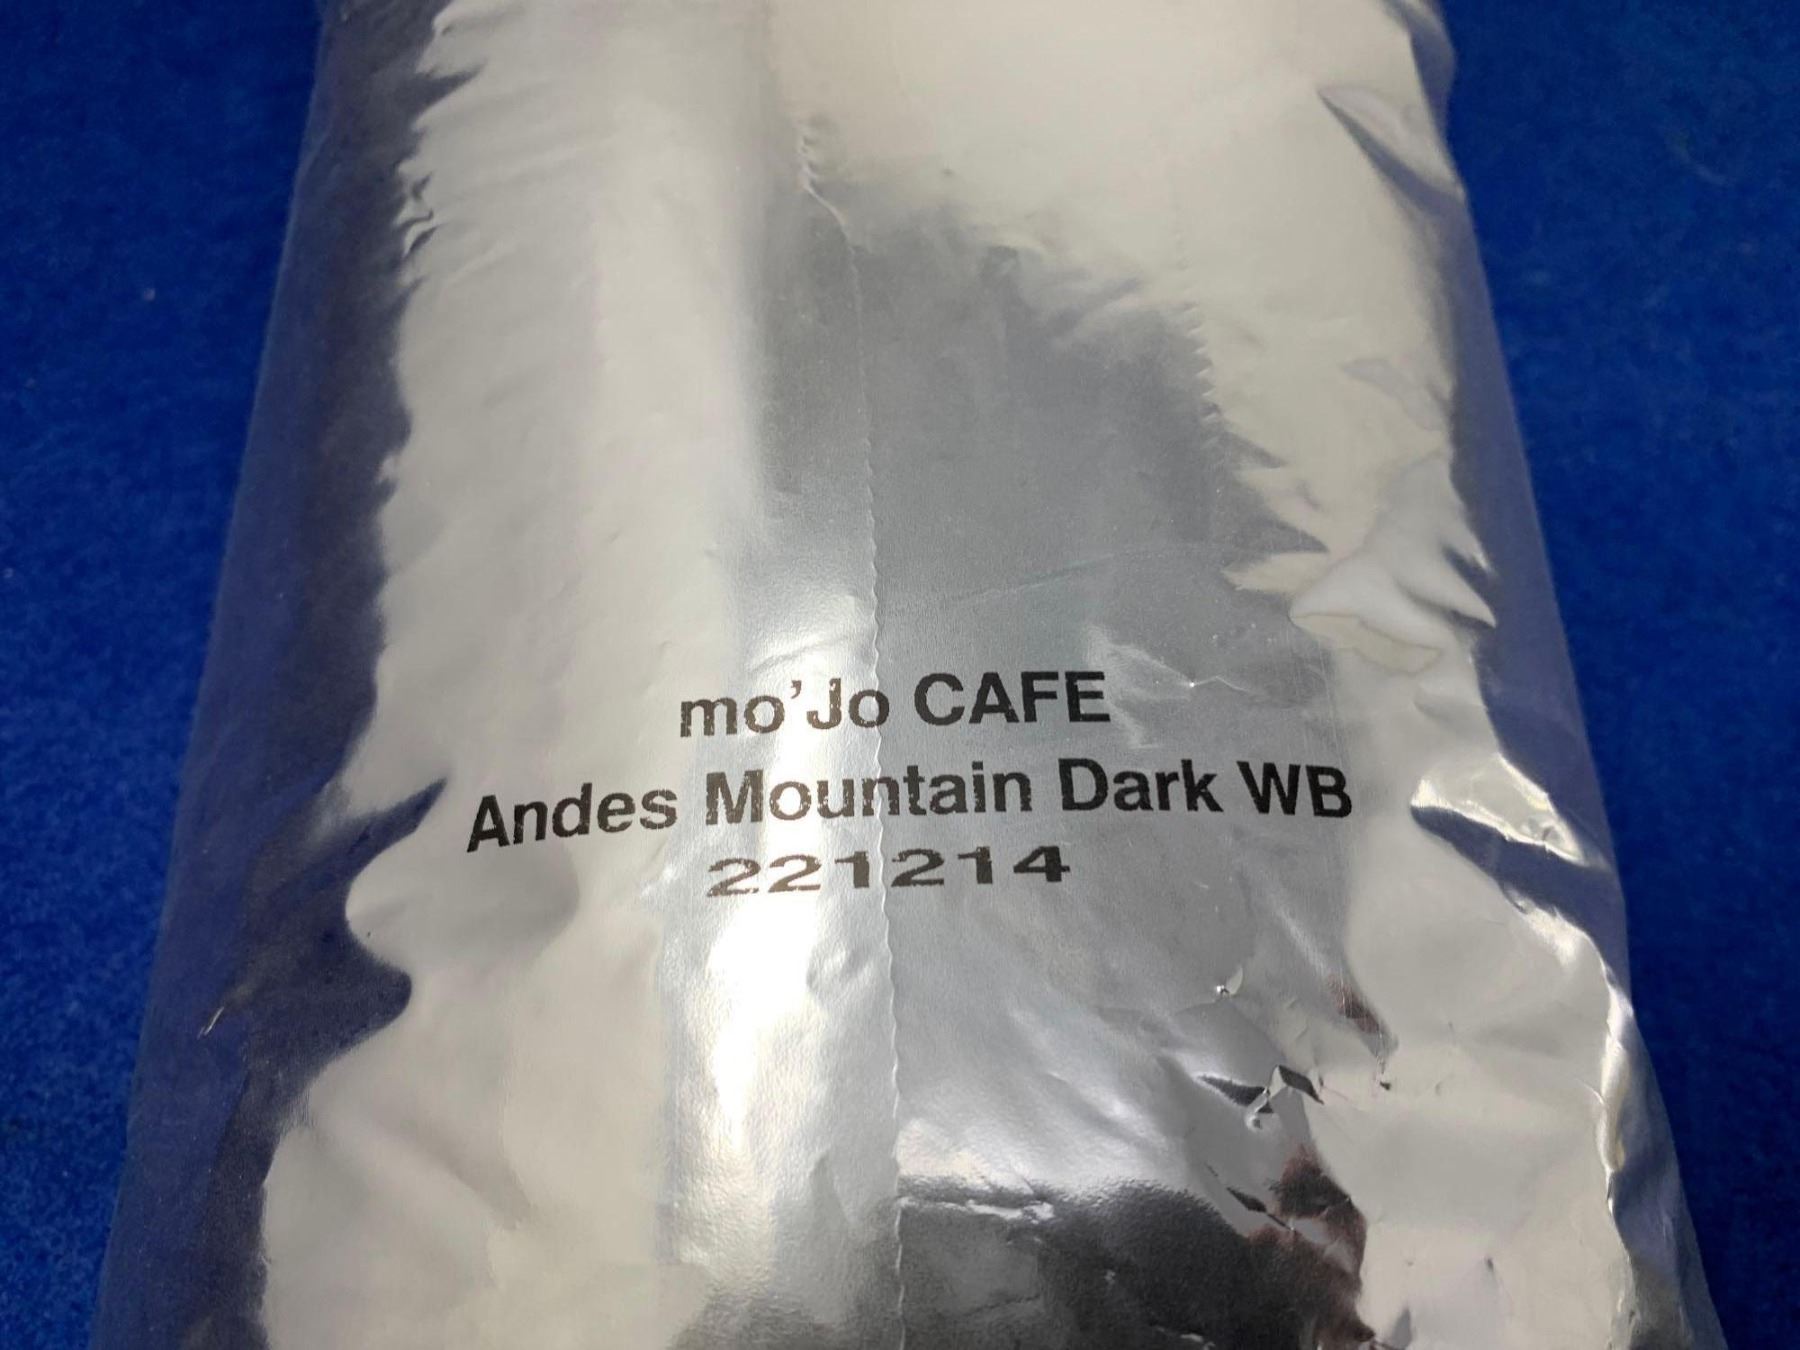 mo'Jo CAFE
Andes Mountain Dark WB
221214